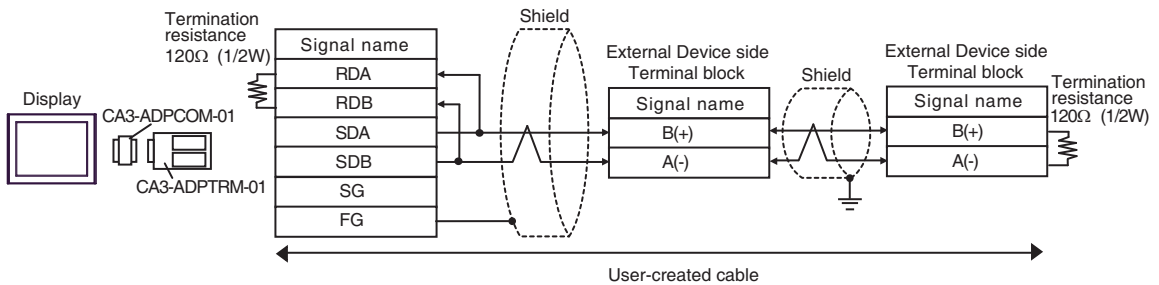 Display
CA3-ADPCOM-01
CA3-ADPTRM-01
Termination
resistance
120Ω (1/2W)
Signal name
RDA
RDB
SDA
SDB
SG
FG
Shield
External Device side
Terminal block
Signal name
B(+)
A(-)
Shield
External Device side
Terminal block
Signal name
B(+)
A(-)
Termination
resistance
120Ω (1/2W)
User-created cable